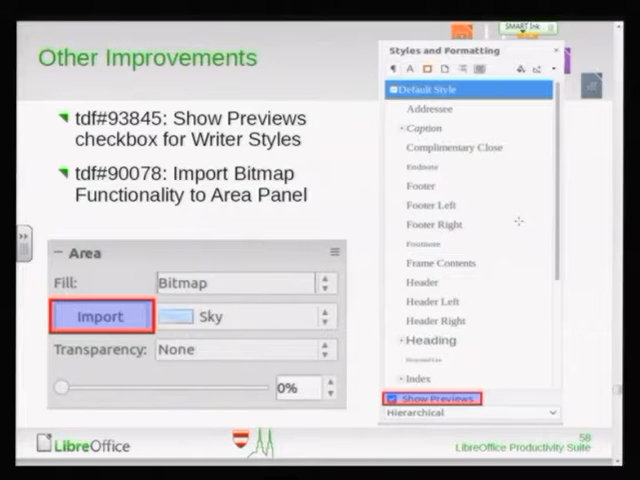 SMART Ink
Other Improvements
tdf#93845: Show Previews
checkbox for Writer Styles
tdf#90078: Import Bitmap
Functionality to Area Panel
Area
Fill:
Bitmap
Import
Sky
Transparency:
None
0%
Styles and Formatting
Default Style
Addressee
Caption
Complimentary Close
Endnote
Footer
Footer Left
Footer Right
Footnote
Frame Contents
Header
Header Left
Header Right
Heading
Index
Show Previews
Hierarchical
LibreOffice
58
LibreOffice Productivity Suite